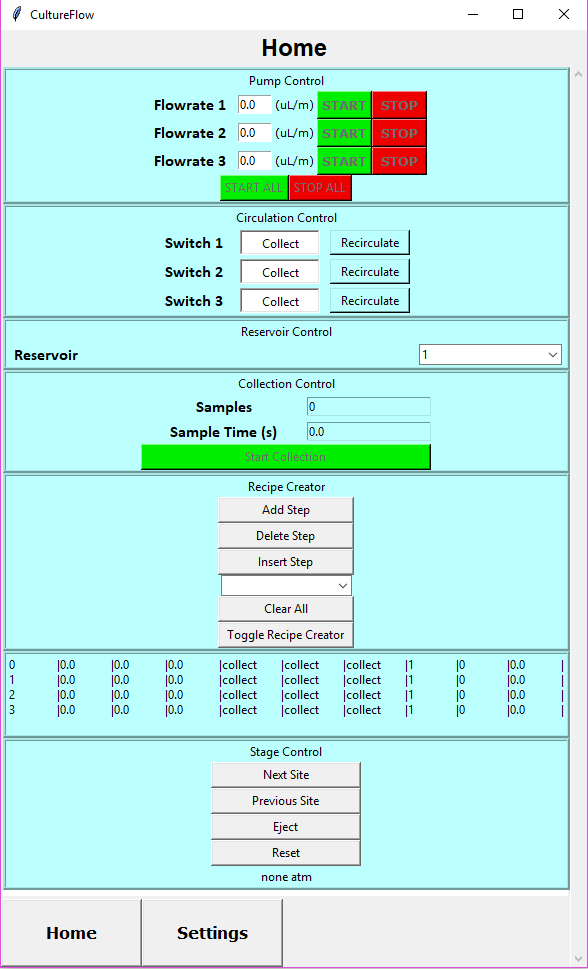 CultureFlow
Home
Pump Control
Flowrate 1 0.0 (uL/m) START STOP
Flowrate 2 0.0 (uL/m) START STOP
Flowrate 3 0.0 (uL/m) START STOP
START ALL STOP ALL
Circulation Control
Switch 1 Collect Recirculate
Switch 2 Collect Recirculate
Switch 3 Collect Recirculate
Reservoir Control
Reservoir 1
Collection Control
Samples 0
Sample Time (s) 0.0
Start Collection
Recipe Creator
Add Step
Delete Step
Insert Step
Clear All
Toggle Recipe Creator
0 |0.0 |0.0 |0.0 |collect |collect |collect |1 |0 |0.0 |
1 |0.0 |0.0 |0.0 |collect |collect |collect |1 |0 |0.0 |
2 |0.0 |0.0 |0.0 |collect |collect |collect |1 |0 |0.0 |
3 |0.0 |0.0 |0.0 |collect |collect |collect |1 |0 |0.0 |
Stage Control
Next Site
Previous Site
Eject
Reset
none atm
Home Settings